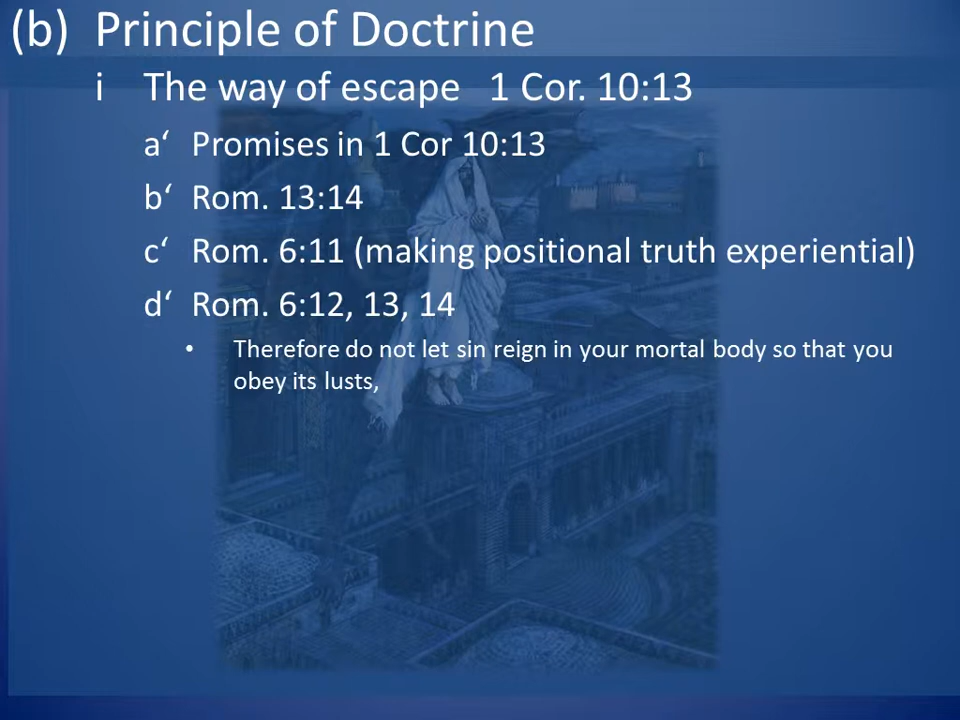 (b) Principle of Doctrine
i The way of escape 1 Cor. 10:13
a‘ Promises in 1 Cor 10:13
b‘ Rom. 13:14
c‘ Rom. 6:11 (making positional truth experiential)
d‘ Rom. 6:12, 13, 14
• Therefore do not let sin reign in your mortal body so that you
obey its lusts,